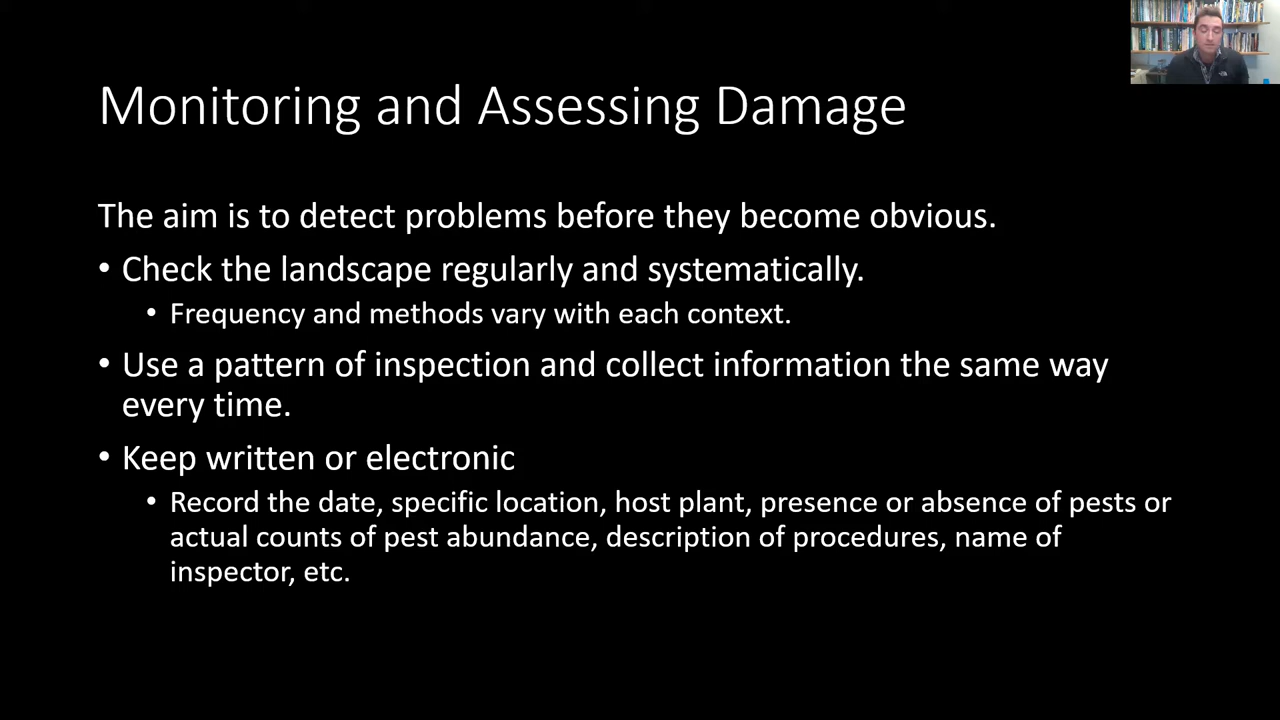 Monitoring and Assessing Damage
The aim is to detect problems before they become obvious.
• Check the landscape regularly and systematically.
• Frequency and methods vary with each context.
• Use a pattern of inspection and collect information the same way
every time.
• Keep written or electronic
• Record the date, specific location, host plant, presence or absence of pests or
actual counts of pest abundance, description of procedures, name of
inspector, etc.